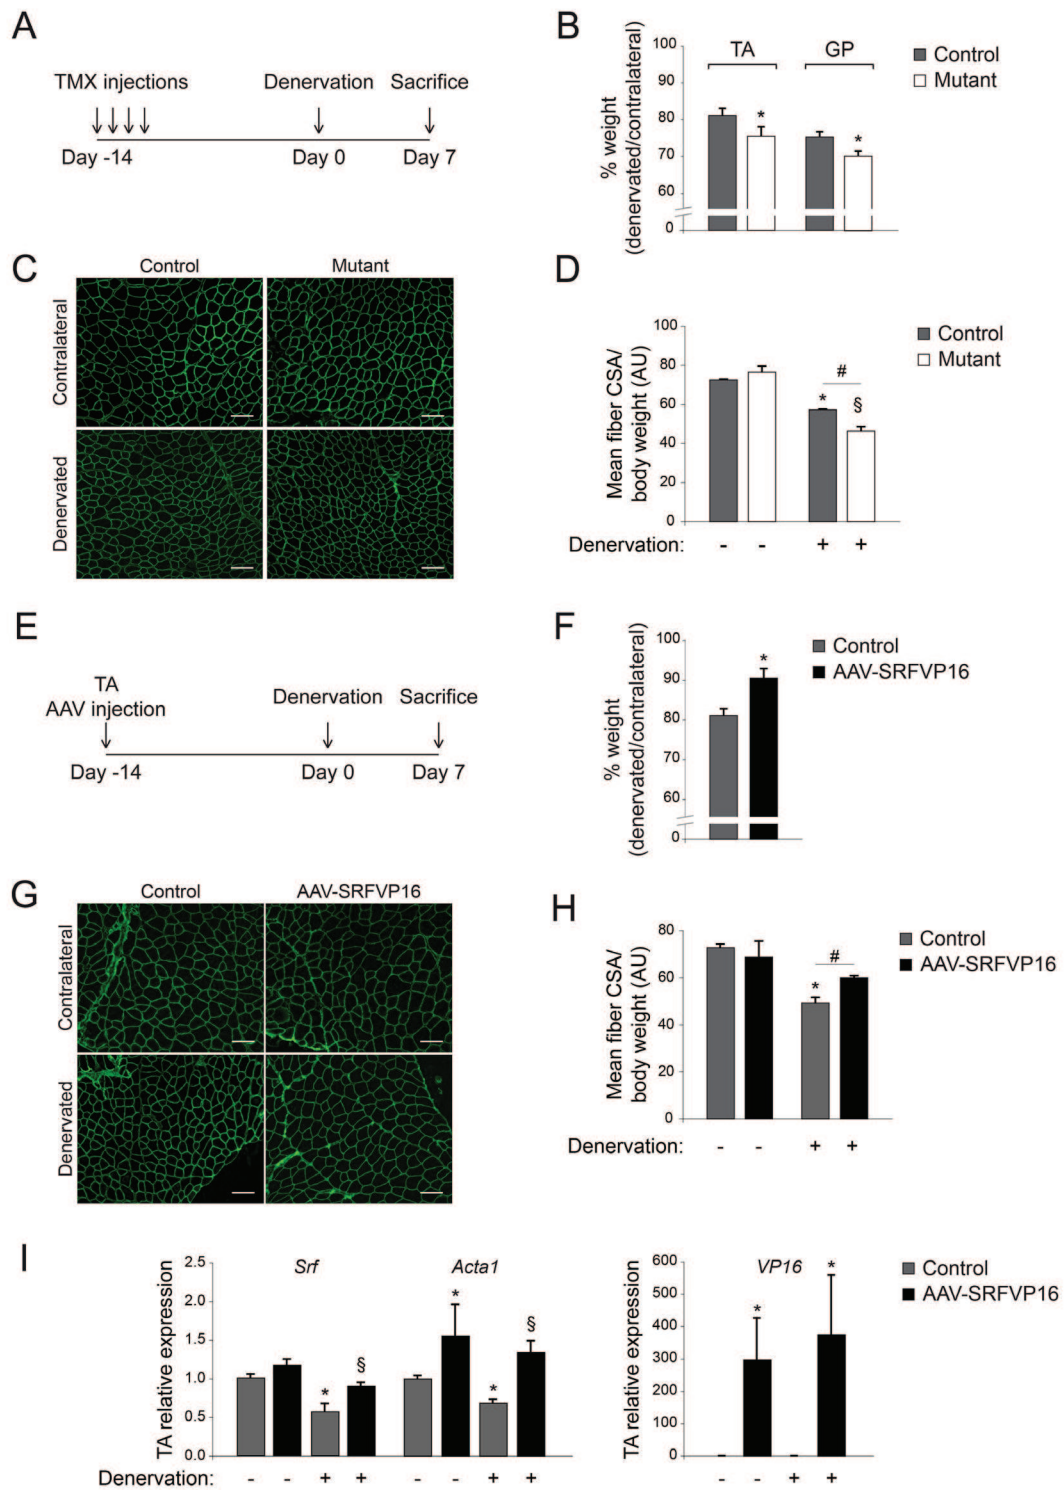 A
TMX injections
Denervation
Sacrifice
Day -14
Day 0
Day 7
B
TA
GP
Control
Mutant
% weight
(denervated/contralateral)
100
90
80
70
60
0
*
*
C
Control
Mutant
Contralateral
Denervated
D
Control
Mutant
Mean fiber CSA/
body weight (AU)
100
80
60
40
20
0
*
#
§
Denervation:
-
-
+
+
E
TA
AAV injection
Denervation
Sacrifice
Day -14
Day 0
Day 7
F
Control
AAV-SRFVP16
% weight
(denervated/contralateral)
100
90
80
70
60
0
*
G
Control
AAV-SRFVP16
Contralateral
Denervated
H
Control
AAV-SRFVP16
Mean fiber CSA/
body weight (AU)
80
60
40
20
0
*
#
Denervation:
-
-
+
+
I
Srf
Acta1
TA relative expression
2.5
2.0
1.5
1.0
0.5
0.0
*
§
*
*
§
Denervation:
-
-
+
+
-
-
+
+
VP16
Control
AAV-SRFVP16
TA relative expression
600
500
400
300
200
100
0
*
*
-
-
+
+